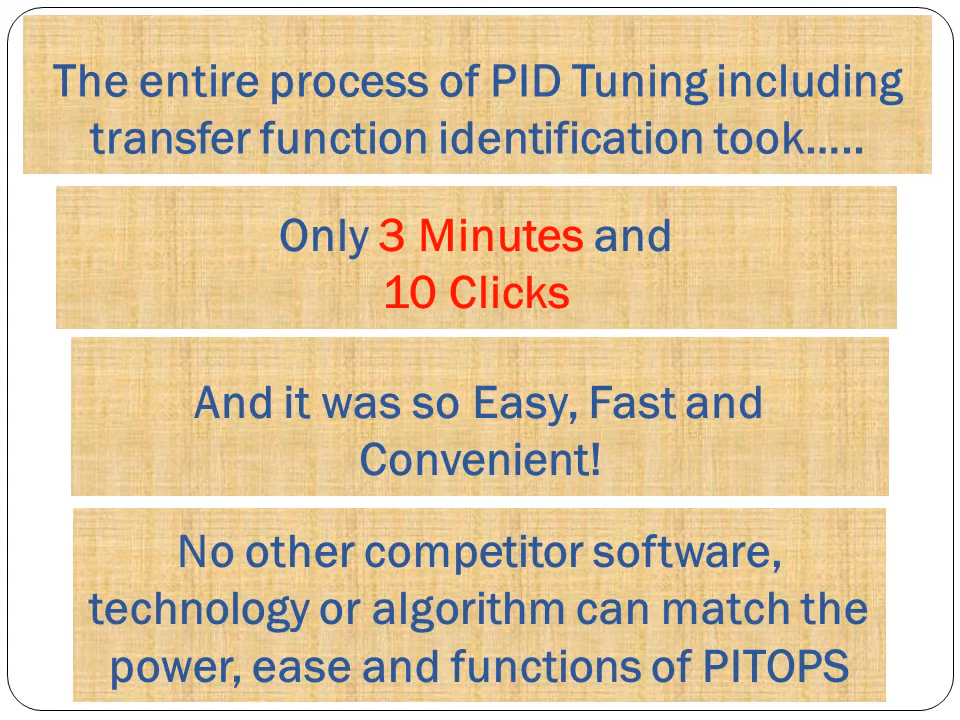 The entire process of PID Tuning including
transfer function identification took.....
Only 3 Minutes and
10 Clicks
And it was so Easy, Fast and
Convenient!
No other competitor software,
technology or algorithm can match the
power, ease and functions of PITOPS